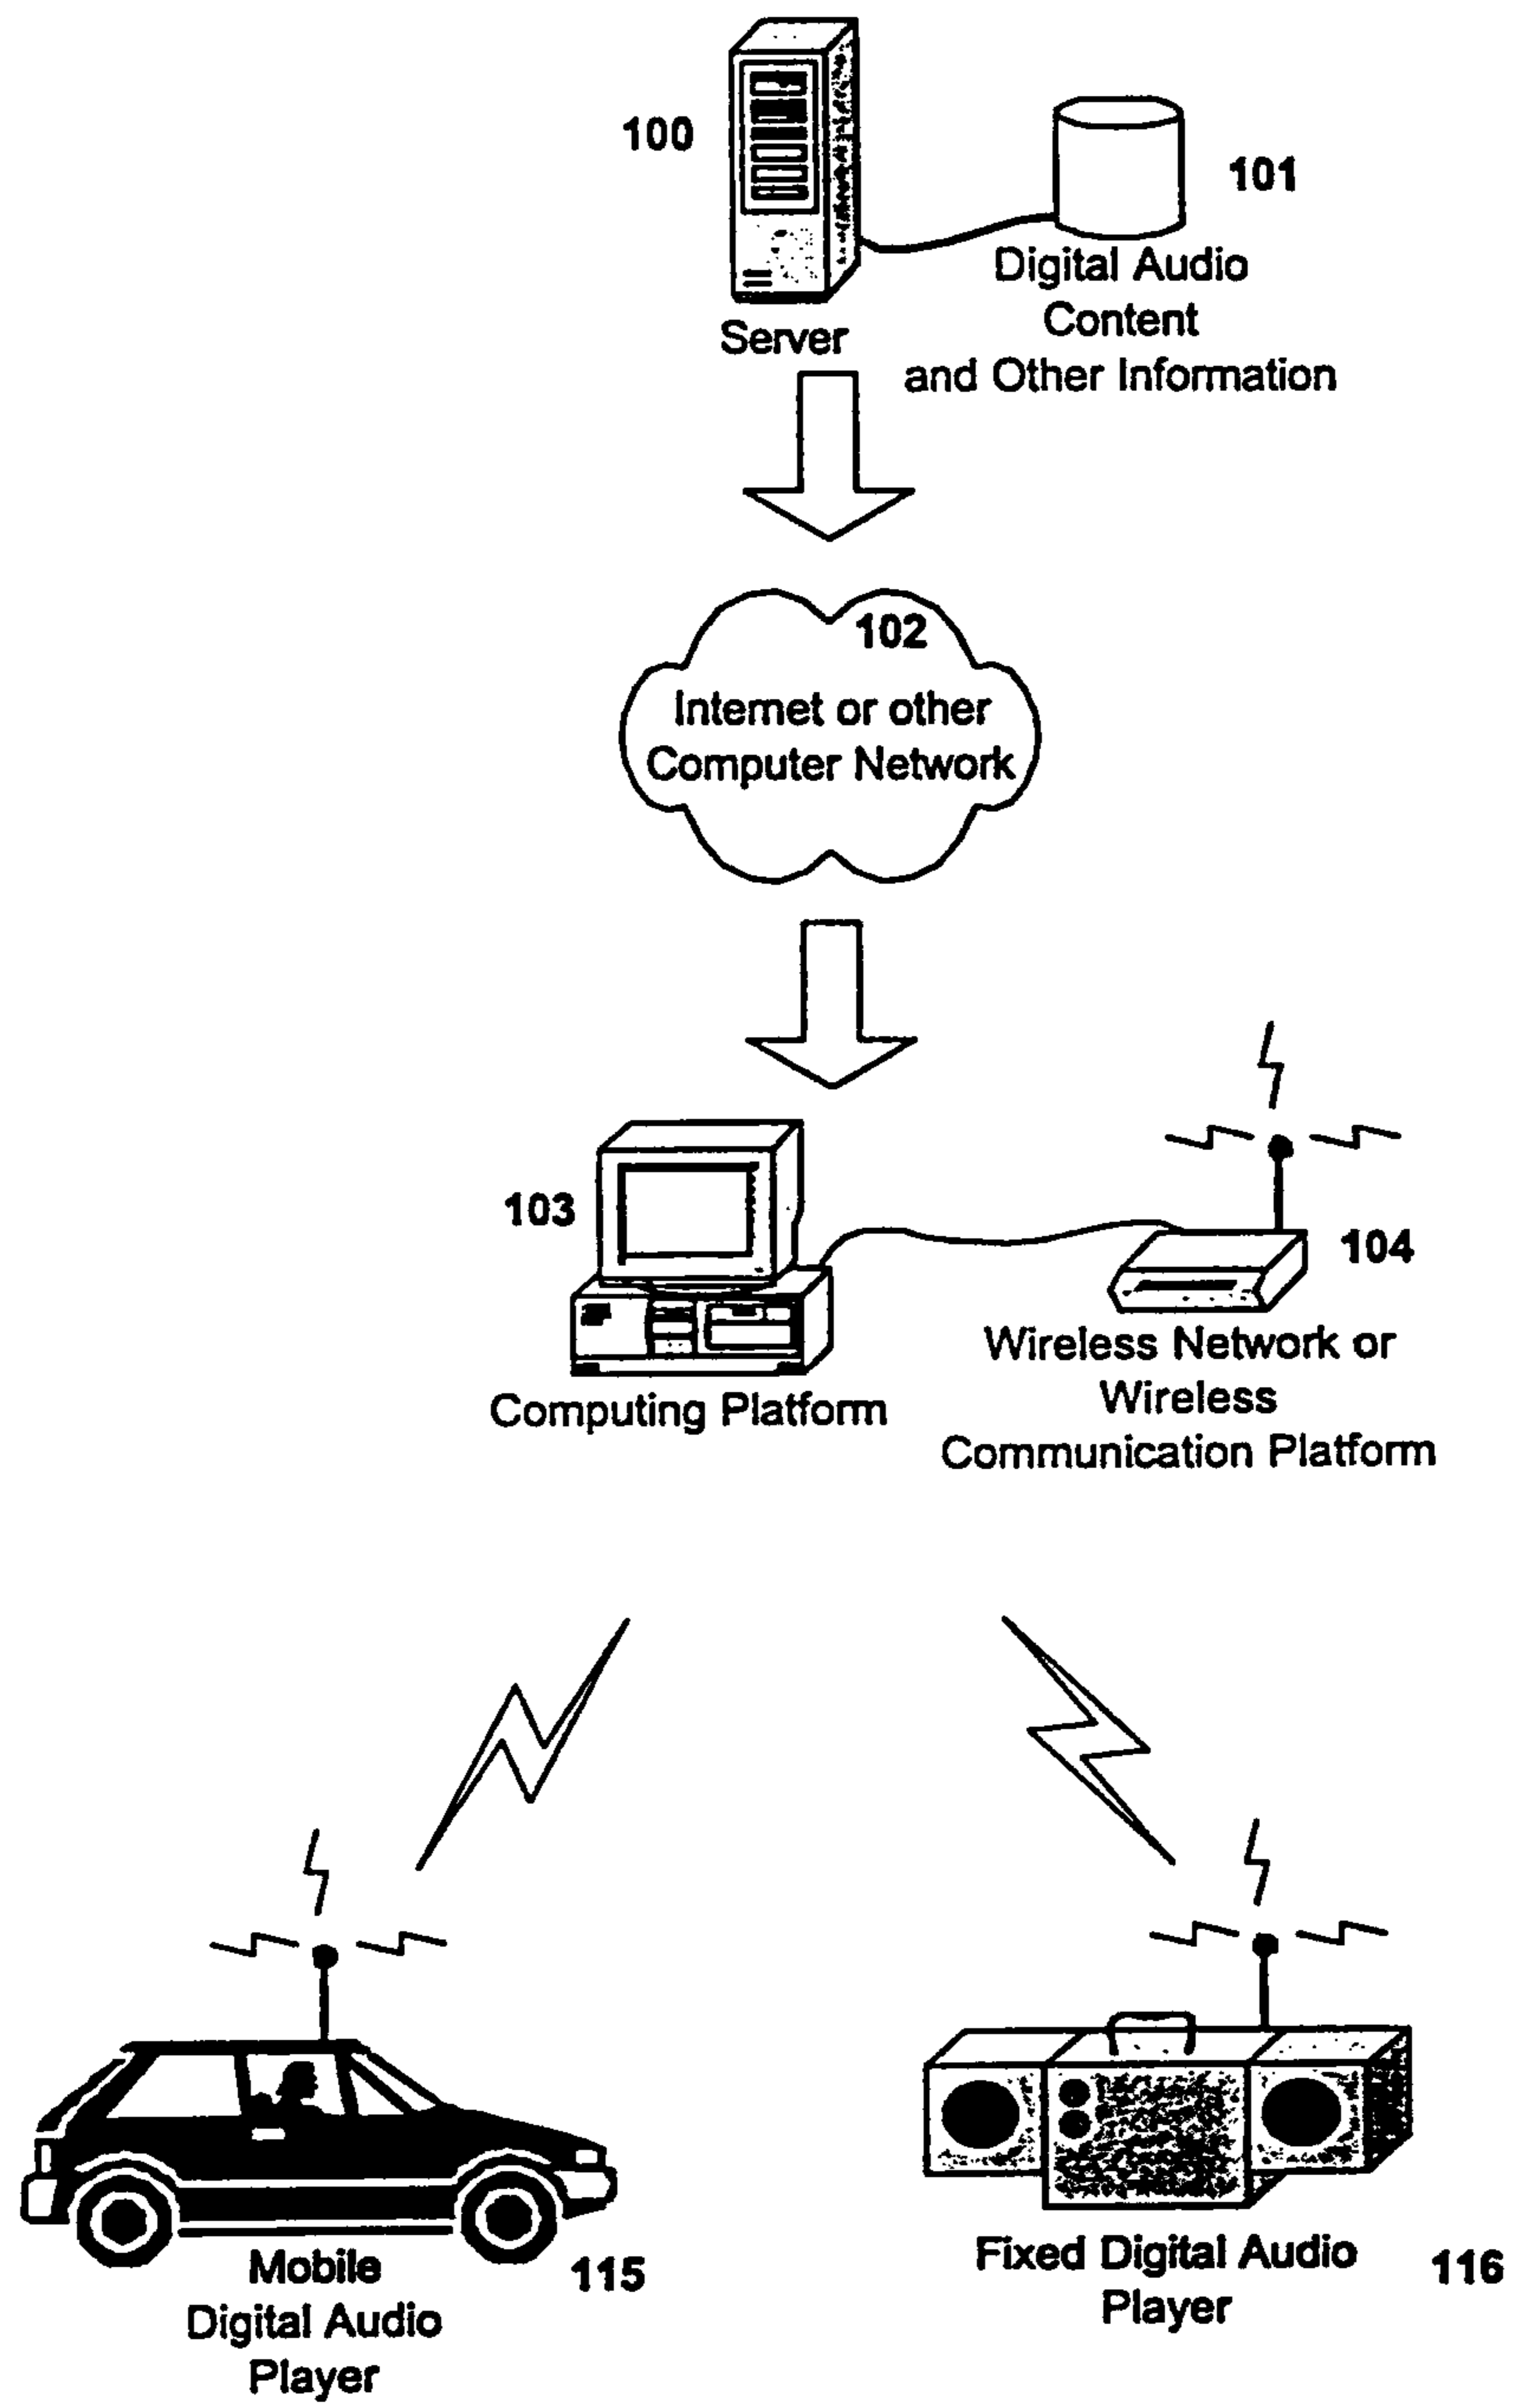 100
101
Digital Audio
Content
and Other Information
Server
102
Internet or other
Computer Network
103
104
Computing Platform
Wireless Network or
Wireless
Communication Platform
Mobile
Digital Audio
Player
115
Fixed Digital Audio
Player
116